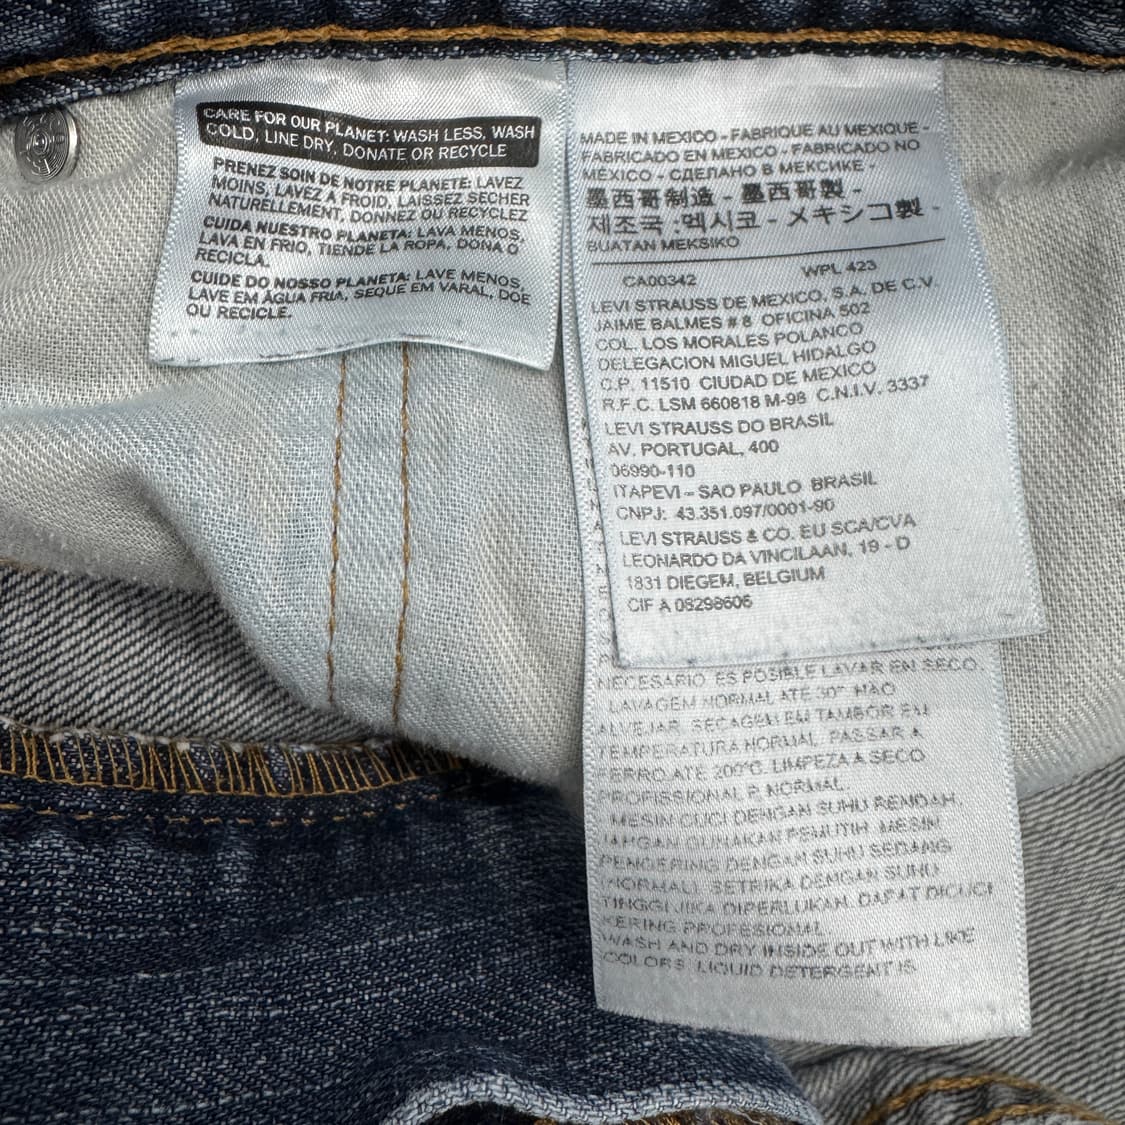 CARE FOR OUR PLANET: WASH LESS, WASH
COLD, LINE DRY, DONATE OR RECYCLE
PRENEZ SOIN DE NOTRE PLANETE: LAVEZ
MOINS, LAVEZ À FROID, LAISSEZ SECHER
NATURELLEMENT, DONNEZ OU RECYCLEZ
CUIDA NUESTRO PLANETA: LAVA MENOS,
LAVA EN FRIO, TIENDE LA ROPA, DONA O
RECICLA.
CUIDE DO NOSSO PLANETA: LAVE MENOS,
LAVE EM ÁGUA FRIA, SEQUE EM VARAL, DOE
OU RECICLE.
MADE IN MEXICO - FABRIQUE AU MEXIQUE -
FABRICADO EN MEXICO - FABRICADO NO
MÉXICO - СДЕЛАНО В МЕКСИКЕ -
墨西哥制造 - 墨西哥製 -
제조국 :멕시코 - メキシコ製 -
BUATAN MEKSIKO
CA00342 WPL 423
LEVI STRAUSS DE MEXICO, S.A. DE C.V.
JAIME BALMES # 8 OFICINA 502
COL. LOS MORALES POLANCO
DELEGACION MIGUEL HIDALGO
C.P. 11510 CIUDAD DE MEXICO
R.F.C. LSM 660818 M-98 C.N.I.V. 3337
LEVI STRAUSS DO BRASIL
AV. PORTUGAL, 400
06990-110
ITAPEVI - SAO PAULO BRASIL
CNPJ: 43.351.097/0001-90
LEVI STRAUSS & CO. EU SCA/CVA
LEONARDO DA VINCILAAN, 19 - D
1831 DIEGEM, BELGIUM
CIF A 08298606
NECESARIO ES POSIBLE LAVAR EN SECO
LAVAGEM NORMAL ATÉ 30° NAO
ALVEJAR SECAGEM EM TAMBOR EM
TEMPERATURA NORMAL PASSAR A
FERRO ATE 200°C. LIMPEZA A SECO
PROFISSIONAL P NORMAL
MESIN CUCI DENGAN SUHU RENDAH.
JANGAN GUNAKAN PEMUTIH MESIN
PENGERING DENGAN SUHU SEDANG
(NORMAL) SETRIKA DENGAN SUHU
TINGGI JIKA DIPERLUKAN DAPAT DICUCI
KERING PROFESIONAL
WASH AND DRY INSIDE OUT WITH LIKE
COLORS LIQUID DETERGENT IS